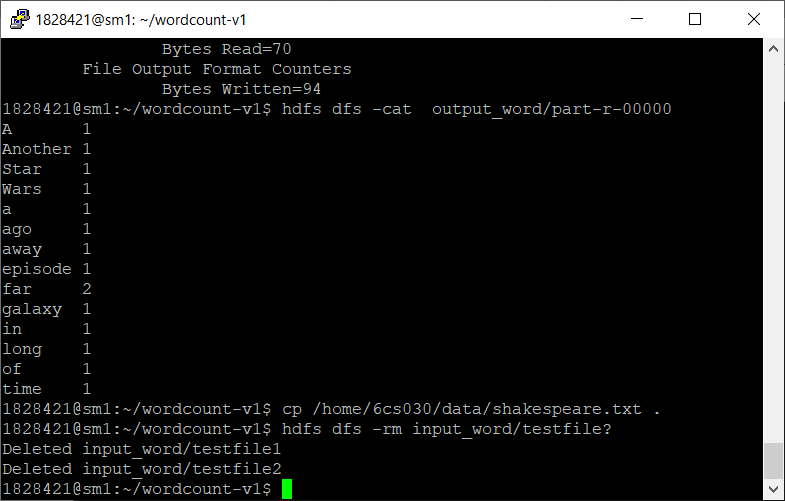 1828421@sm1: ~/wordcount-v1
Bytes Read=70
File Output Format Counters
Bytes Written=94
1828421@sm1:~/wordcount-v1$ hdfs dfs -cat  output_word/part-r-00000
A       1
Another 1
Star    1
Wars    1
a       1
ago     1
away    1
episode 1
far     2
galaxy  1
in      1
long    1
of      1
time    1
1828421@sm1:~/wordcount-v1$ cp /home/6cs030/data/shakespeare.txt .
1828421@sm1:~/wordcount-v1$ hdfs dfs -rm input_word/testfile?
Deleted input_word/testfile1
Deleted input_word/testfile2
1828421@sm1:~/wordcount-v1$